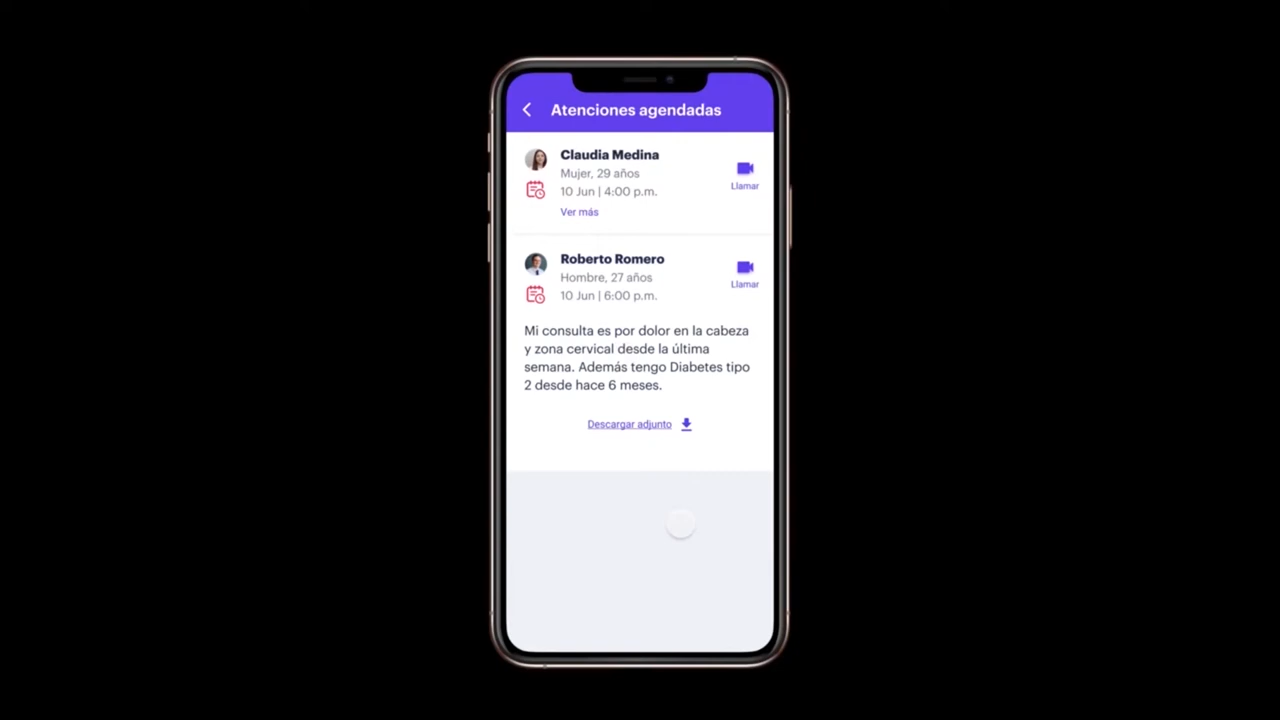 Atenciones agendadas
Claudia Medina
Mujer, 29 años
10 Jun | 4:00 p.m.
Ver más
Llamar
Roberto Romero
Hombre, 27 años
10 Jun | 6:00 p.m.
Llamar
Mi consulta es por dolor en la cabeza
y zona cervical desde la última
semana. Además tengo Diabetes tipo
2 desde hace 6 meses.
Descargar adjunto